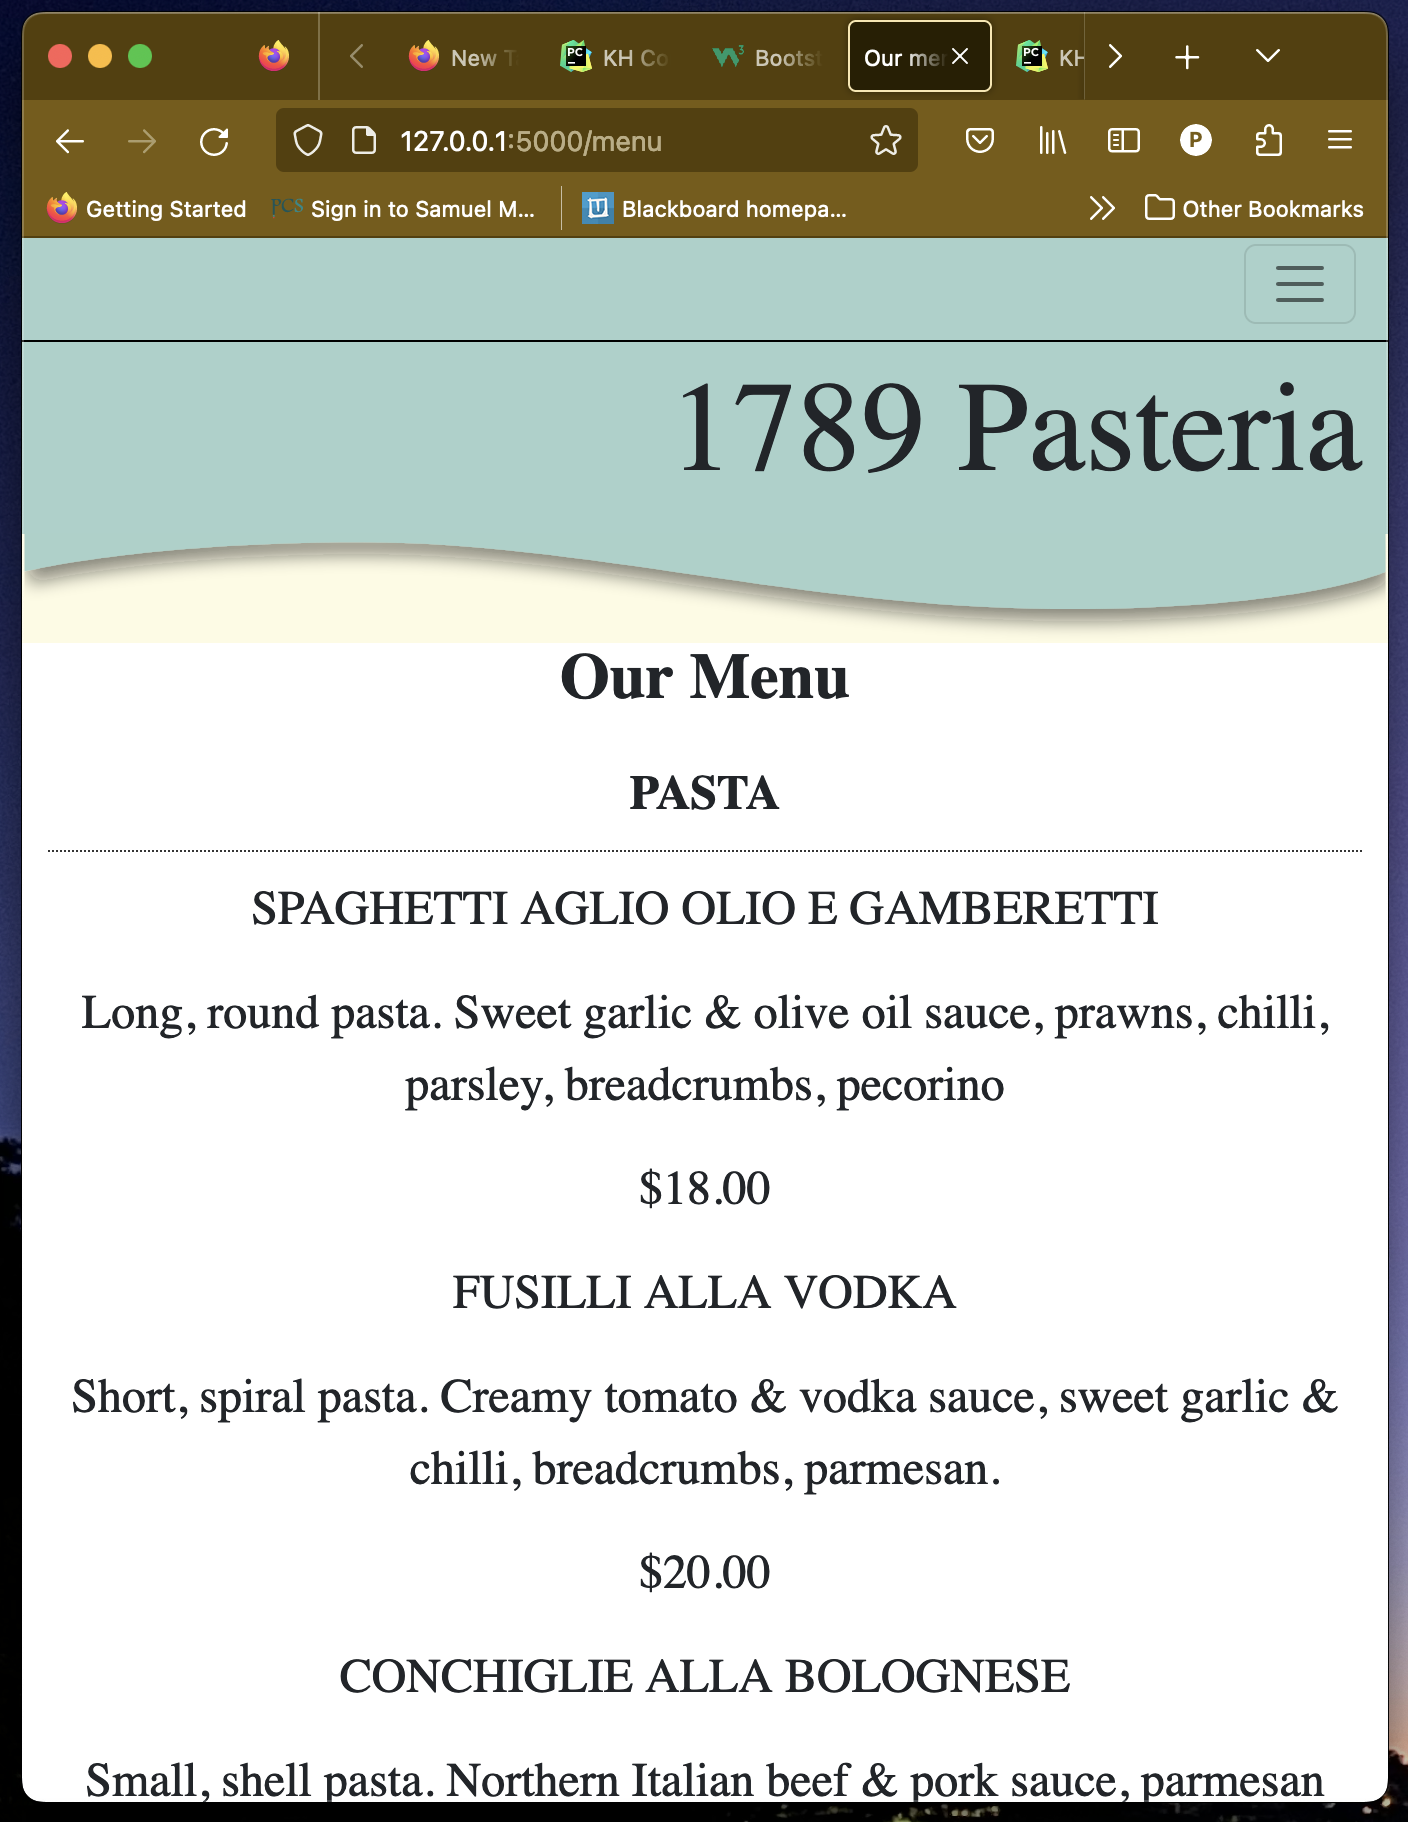 New T
KH Co
Bootst
Our mer
KH
127.0.0.1:5000/menu
Getting Started
PCS Sign in to Samuel M...
Blackboard homepa...
Other Bookmarks
1789 Pasteria
Our Menu
PASTA
SPAGHETTI AGLIO OLIO E GAMBERETTI
Long, round pasta. Sweet garlic & olive oil sauce, prawns, chilli,
parsley, breadcrumbs, pecorino
$18.00
FUSILLI ALLA VODKA
Short, spiral pasta. Creamy tomato & vodka sauce, sweet garlic &
chilli, breadcrumbs, parmesan.
$20.00
CONCHIGLIE ALLA BOLOGNESE
Small, shell pasta. Northern Italian beef & pork sauce, parmesan